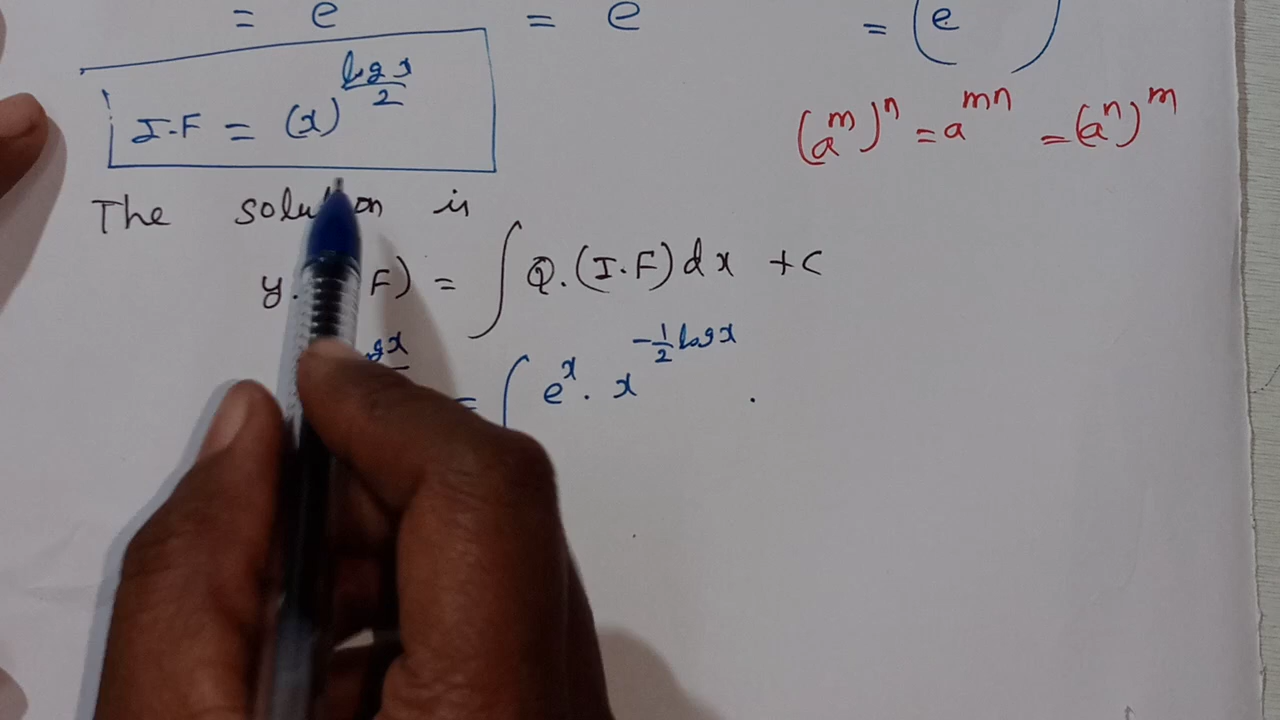 = e = e = (e )
I.F = (x)^(log x / 2)
(a^m)^n = a^(mn) = (a^n)^m
The solution is
y. F) = ∫ Q.(I.F) dx + C
= ∫ e^x . x^(-1/2 log x) .